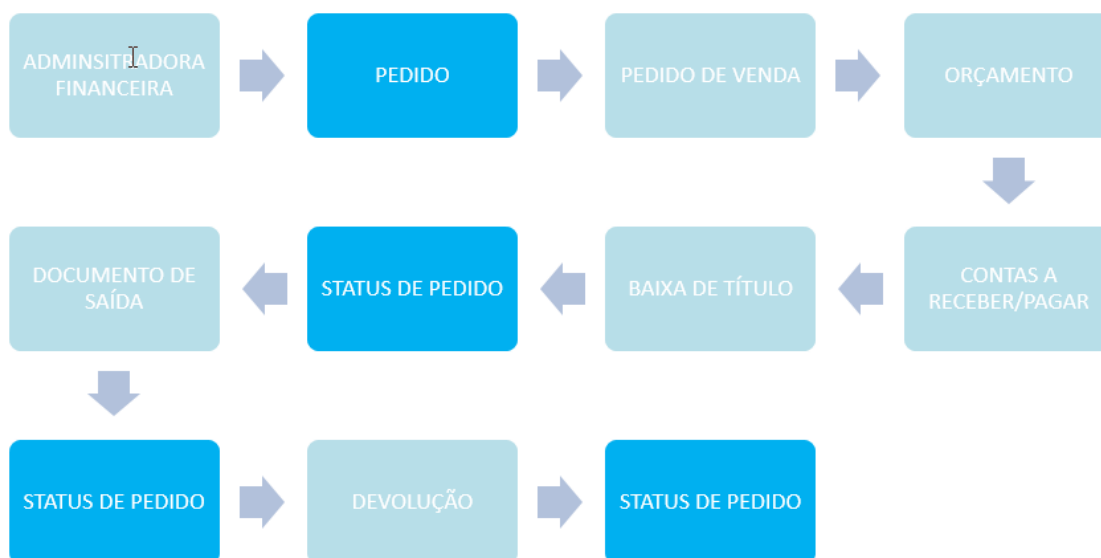 ADMINSITRADORA
FINANCEIRA
PEDIDO
PEDIDO DE VENDA
ORÇAMENTO
DOCUMENTO DE
SAÍDA
STATUS DE PEDIDO
BAIXA DE TÍTULO
CONTAS A
RECEBER/PAGAR
STATUS DE PEDIDO
DEVOLUÇÃO
STATUS DE PEDIDO